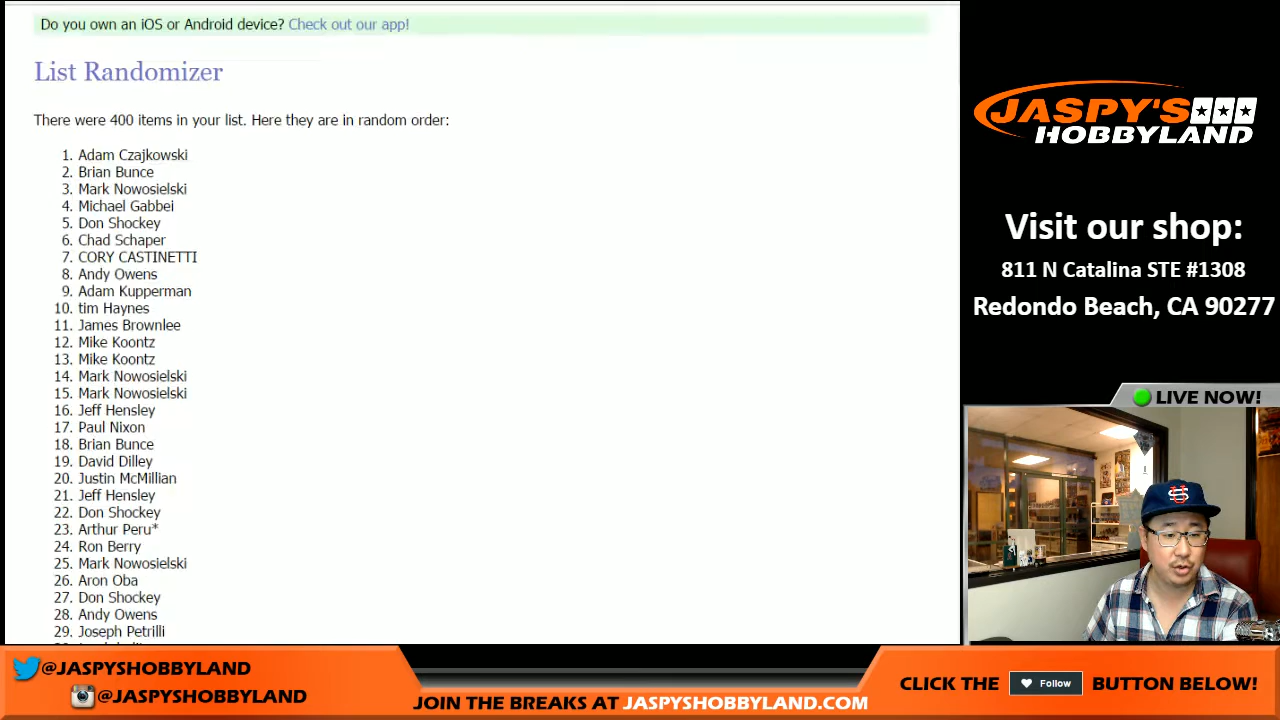 Do you own an iOS or Android device? Check out our app!
List Randomizer
There were 400 items in your list. Here they are in random order:
1. Adam Czajkowski
2. Brian Bunce
3. Mark Nowosielski
4. Michael Gabbei
5. Don Shockey
6. Chad Schaper
7. CORY CASTINETTI
8. Andy Owens
9. Adam Kupperman
10. tim Haynes
11. James Brownlee
12. Mike Koontz
13. Mike Koontz
14. Mark Nowosielski
15. Mark Nowosielski
16. Jeff Hensley
17. Paul Nixon
18. Brian Bunce
19. David Dilley
20. Justin McMillian
21. Jeff Hensley
22. Don Shockey
23. Arthur Peru*
24. Ron Berry
25. Mark Nowosielski
26. Aron Oba
27. Don Shockey
28. Andy Owens
29. Joseph Petrilli
JASPY'S
HOBBYLAND
Visit our shop:
811 N Catalina STE #1308
Redondo Beach, CA 90277
LIVE NOW!
@JASPYSHOBBYLAND
@JASPYSHOBBYLAND
JOIN THE BREAKS AT JASPYSHOBBYLAND.COM
CLICK THE Follow BUTTON BELOW!